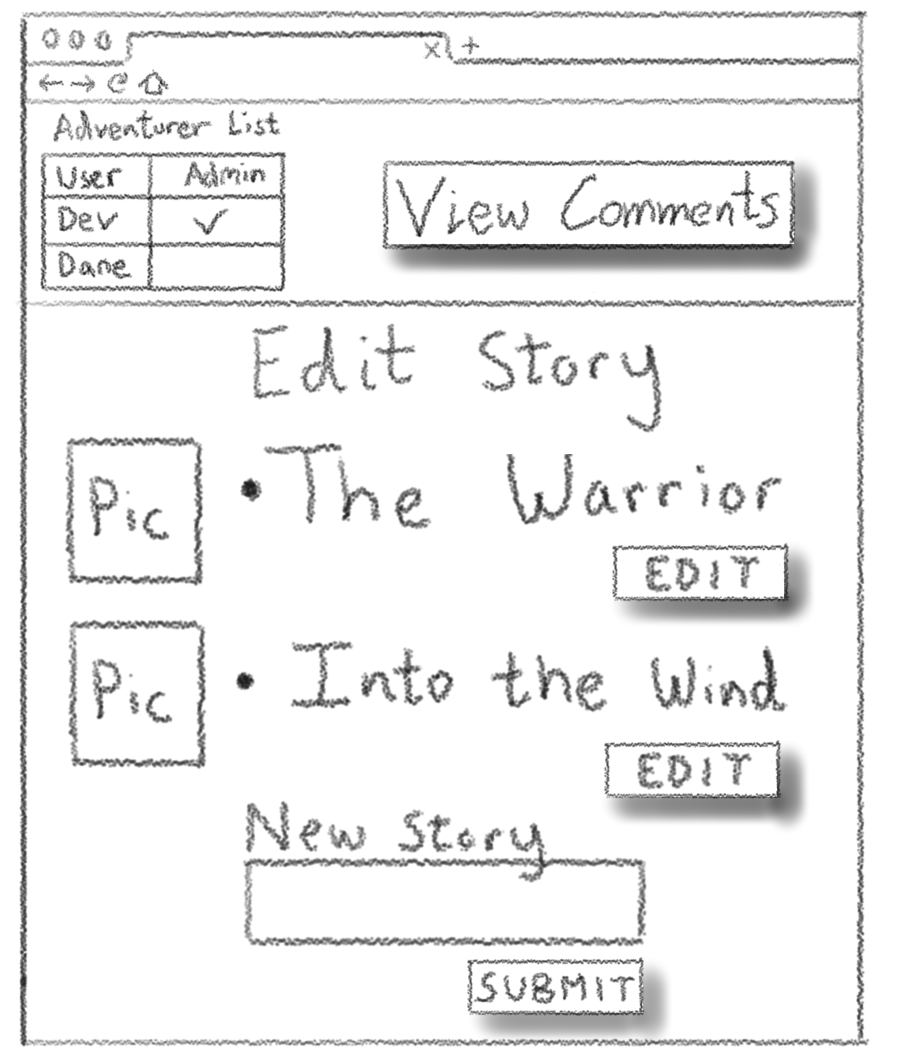 Adventurer List
User Admin
Dev ✓
Dane
View Comments
Edit Story
Pic
• The Warrior
EDIT
Pic
• Into the Wind
EDIT
New Story
SUBMIT